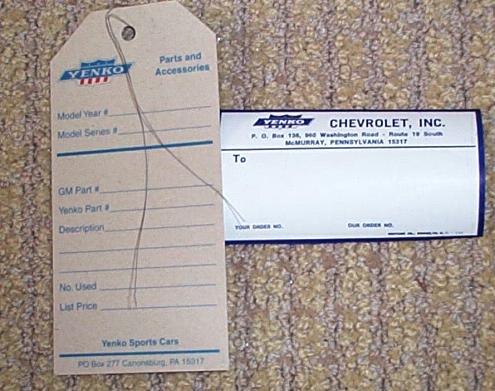 YENKO
Parts and
Accessories
Model Year #
Model Series #
GM Part #
Yenko Part #
Description
No. Used
List Price
Yenko Sports Cars
PO Box 277 Canonsburg, PA 15317
YENKO CHEVROLET, INC.
P. O. Box 136, 960 Washington Road - Route 19 South
McMURRAY, PENNSYLVANIA 15317
To
YOUR ORDER NO.
OUR ORDER NO.